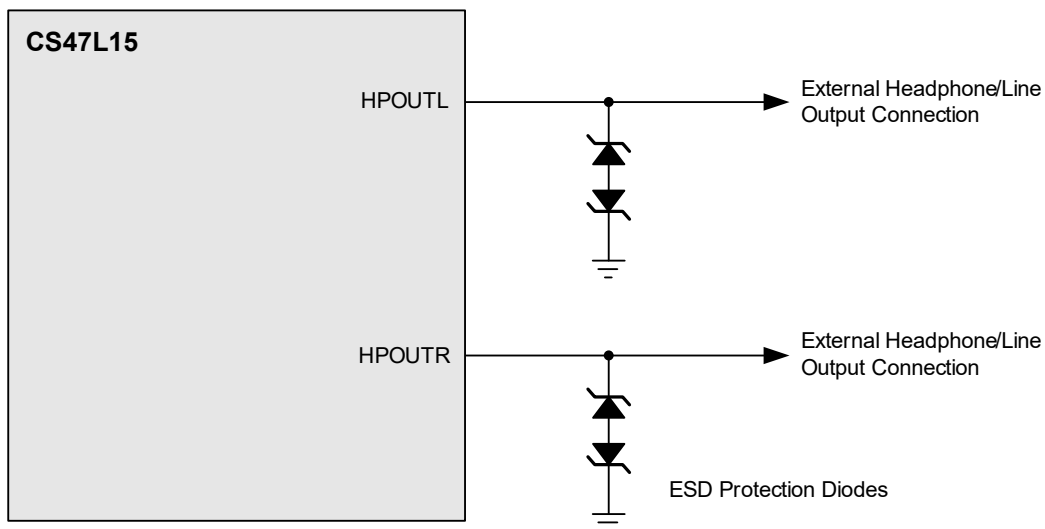 CS47L15
HPOUTL
External Headphone/Line
Output Connection
HPOUTR
External Headphone/Line
Output Connection
ESD Protection Diodes